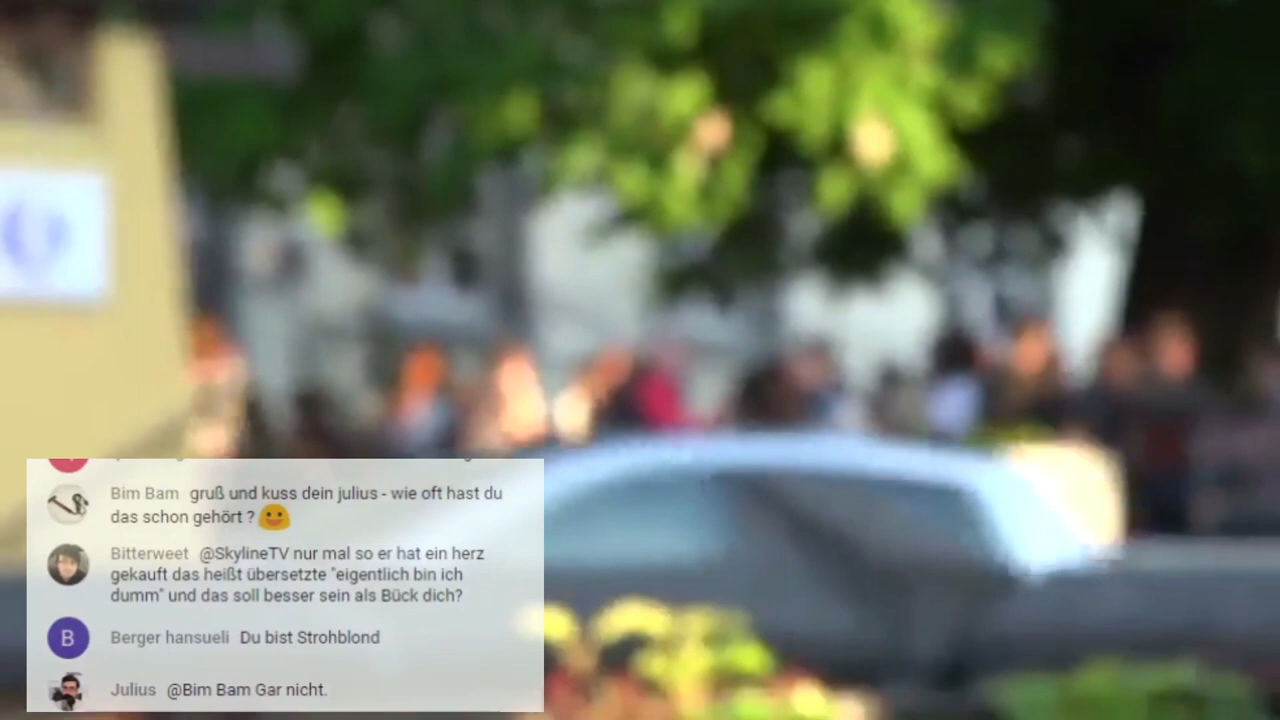 Bim Bam gruß und kuss dein julius - wie oft hast du
das schon gehört ?
Bitterweet @SkylineTV nur mal so er hat ein herz
gekauft das heißt übersetzte "eigentlich bin ich
dumm" und das soll besser sein als Bück dich?
B
Berger hansueli Du bist Strohblond
Julius @Bim Bam Gar nicht.